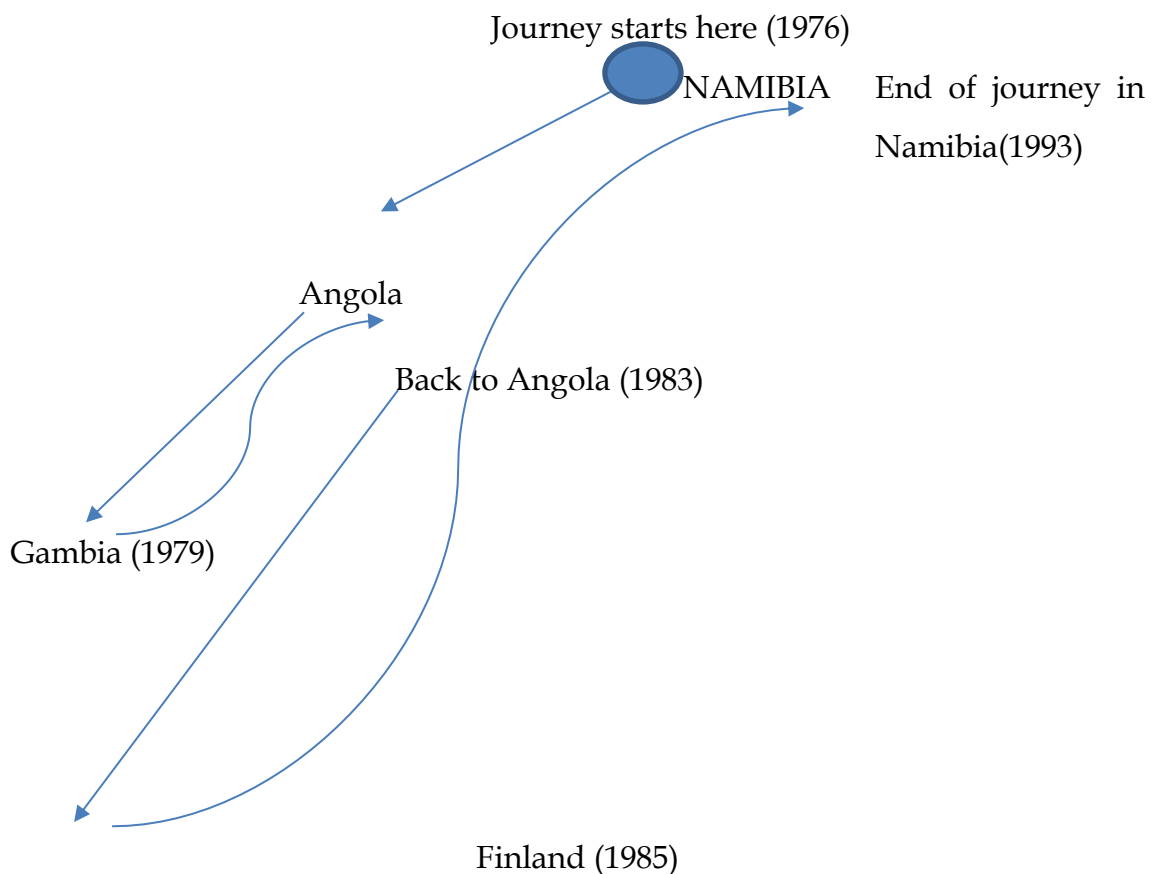 Journey starts here (1976)
NAMIBIA
End of journey in
Namibia(1993)
Angola
Back to Angola (1983)
Gambia (1979)
Finland (1985)